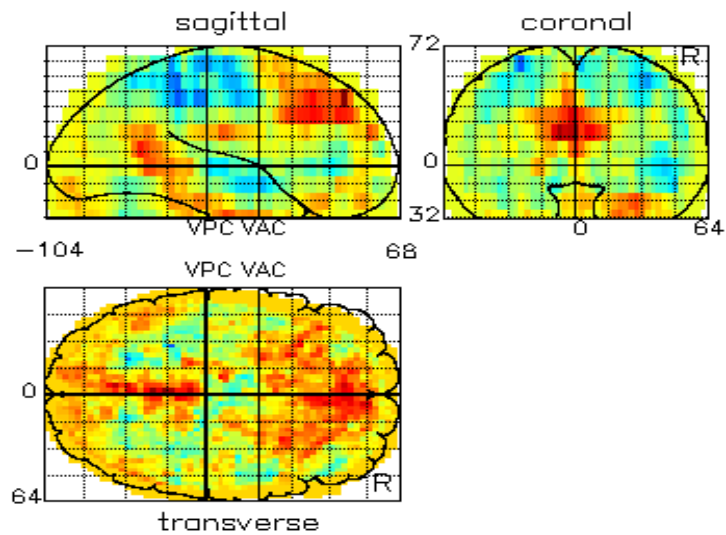 sagittal
coronal
72
R
0
0
32
VPC VAC
0
64
−104
68
VPC VAC
0
R
64
transverse